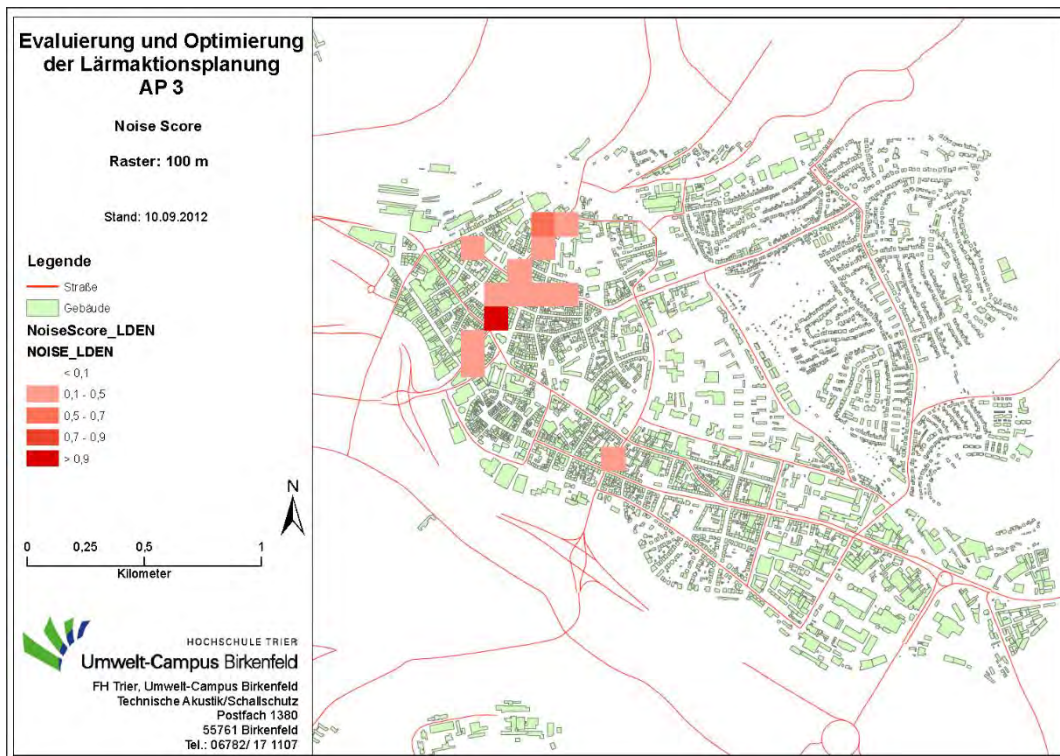 Evaluierung und Optimierung
der Lärmaktionsplanung
AP 3
Noise Score
Raster: 100 m
Stand: 10.09.2012
Legende
Straße
Gebäude
NoiseScore_LDEN
NOISE_LDEN
< 0,1
0,1 - 0,5
0,5 - 0,7
0,7 - 0,9
> 0,9
N
0 0,25 0,5 1
Kilometer
HOCHSCHULE TRIER
Umwelt-Campus Birkenfeld
FH Trier, Umwelt-Campus Birkenfeld
Technische Akustik/Schallschutz
Postfach 1380
55761 Birkenfeld
Tel.: 06782/ 17 1107